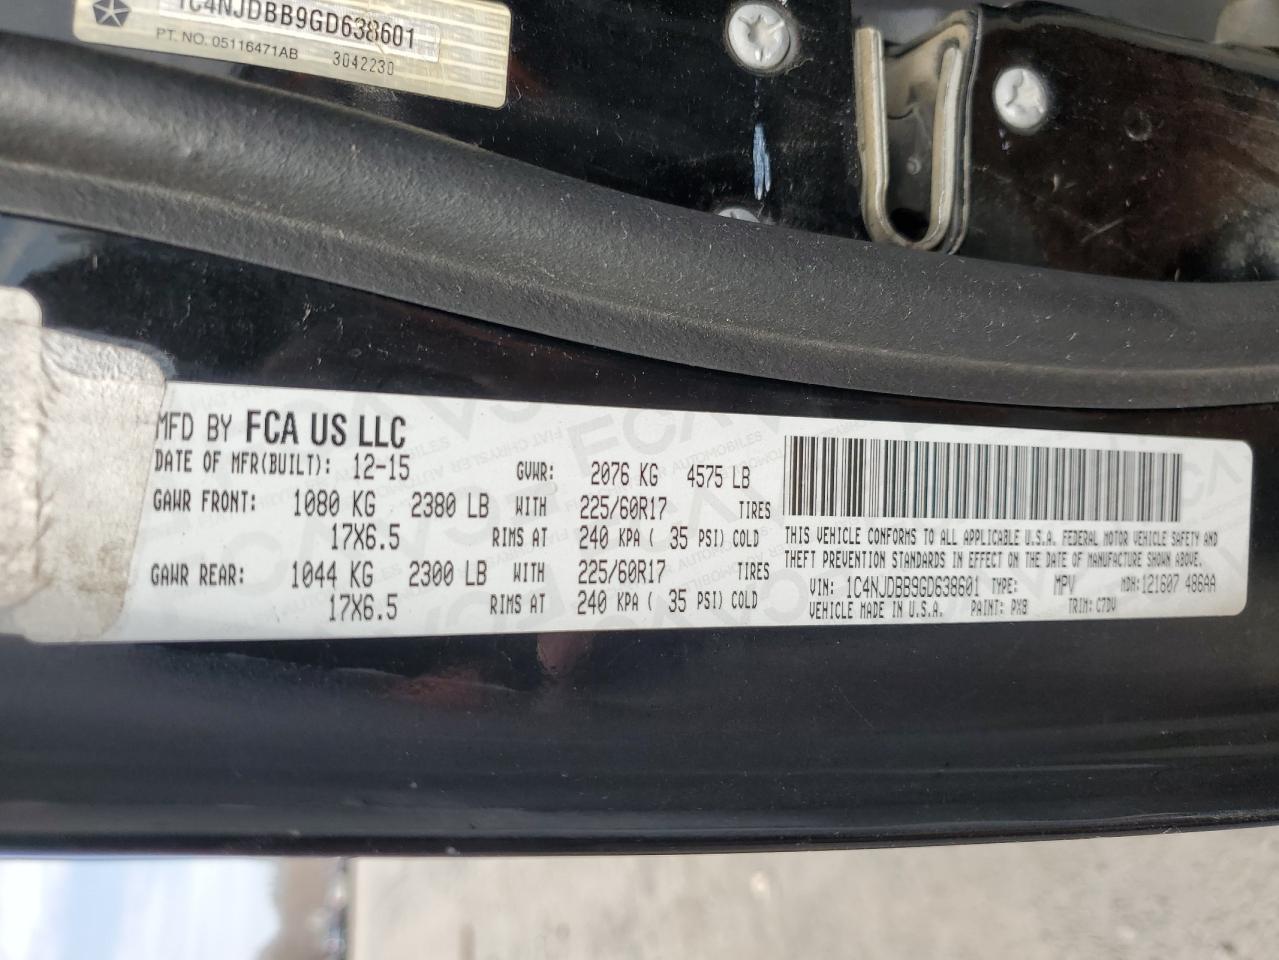 1C4NJDBB9GD638601
PT. NO. 05116471AB 3042230
MFD BY FCA US LLC
DATE OF MFR(BUILT): 12-15 GVWR: 2076 KG 4575 LB
GAWR FRONT: 1080 KG 2380 LB WITH 225/60R17 TIRES
17X6.5 RIMS AT 240 KPA ( 35 PSI) COLD
GAWR REAR: 1044 KG 2300 LB WITH 225/60R17 TIRES
17X6.5 RIMS AT 240 KPA ( 35 PSI) COLD
THIS VEHICLE CONFORMS TO ALL APPLICABLE U.S.A. FEDERAL MOTOR VEHICLE SAFETY AND
THEFT PREVENTION STANDARDS IN EFFECT ON THE DATE OF MANUFACTURE SHOWN ABOVE.
VIN: 1C4NJDBB9GD638601 TYPE: MPV MDH: 121607 486AA
VEHICLE MADE IN U.S.A. PAINT: PX8 TRIM: C7DV